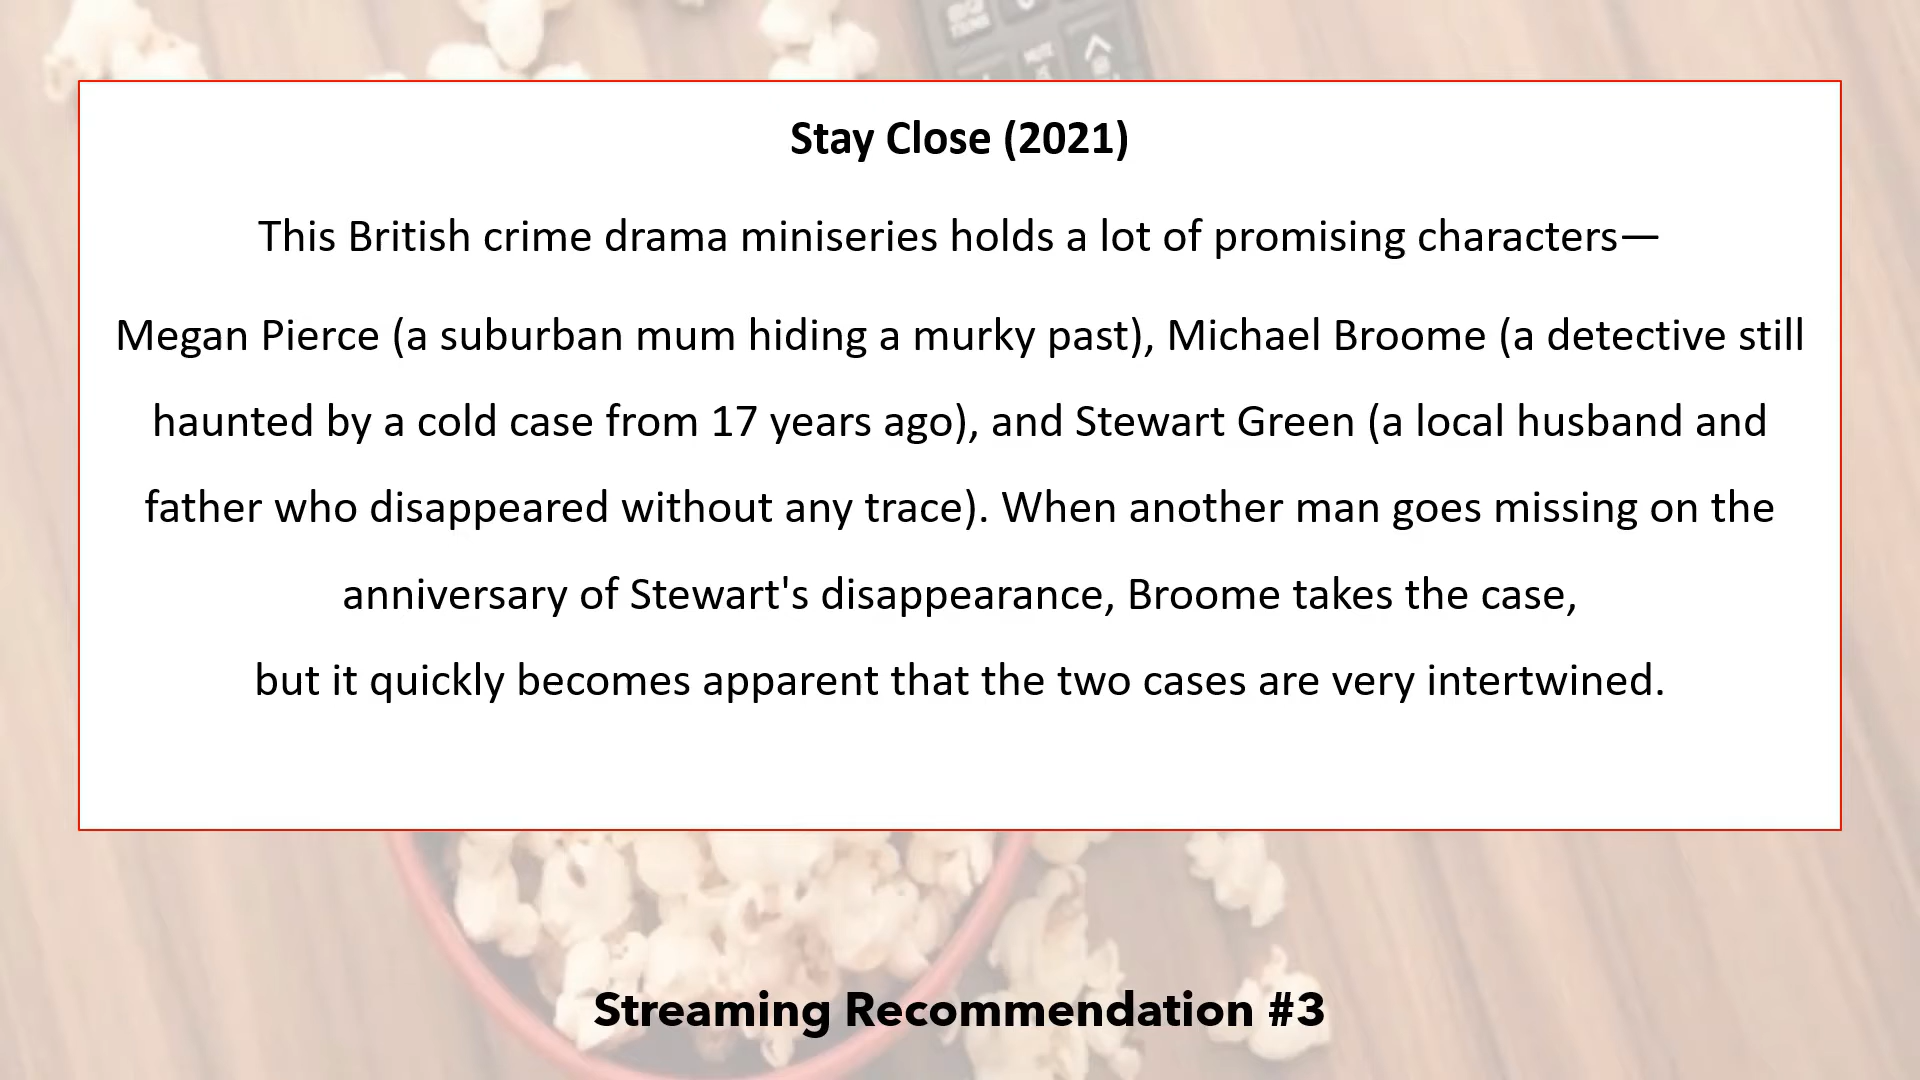 Stay Close (2021)
This British crime drama miniseries holds a lot of promising characters—
Megan Pierce (a suburban mum hiding a murky past), Michael Broome (a detective still
haunted by a cold case from 17 years ago), and Stewart Green (a local husband and
father who disappeared without any trace). When another man goes missing on the
anniversary of Stewart's disappearance, Broome takes the case,
but it quickly becomes apparent that the two cases are very intertwined.
Streaming Recommendation #3